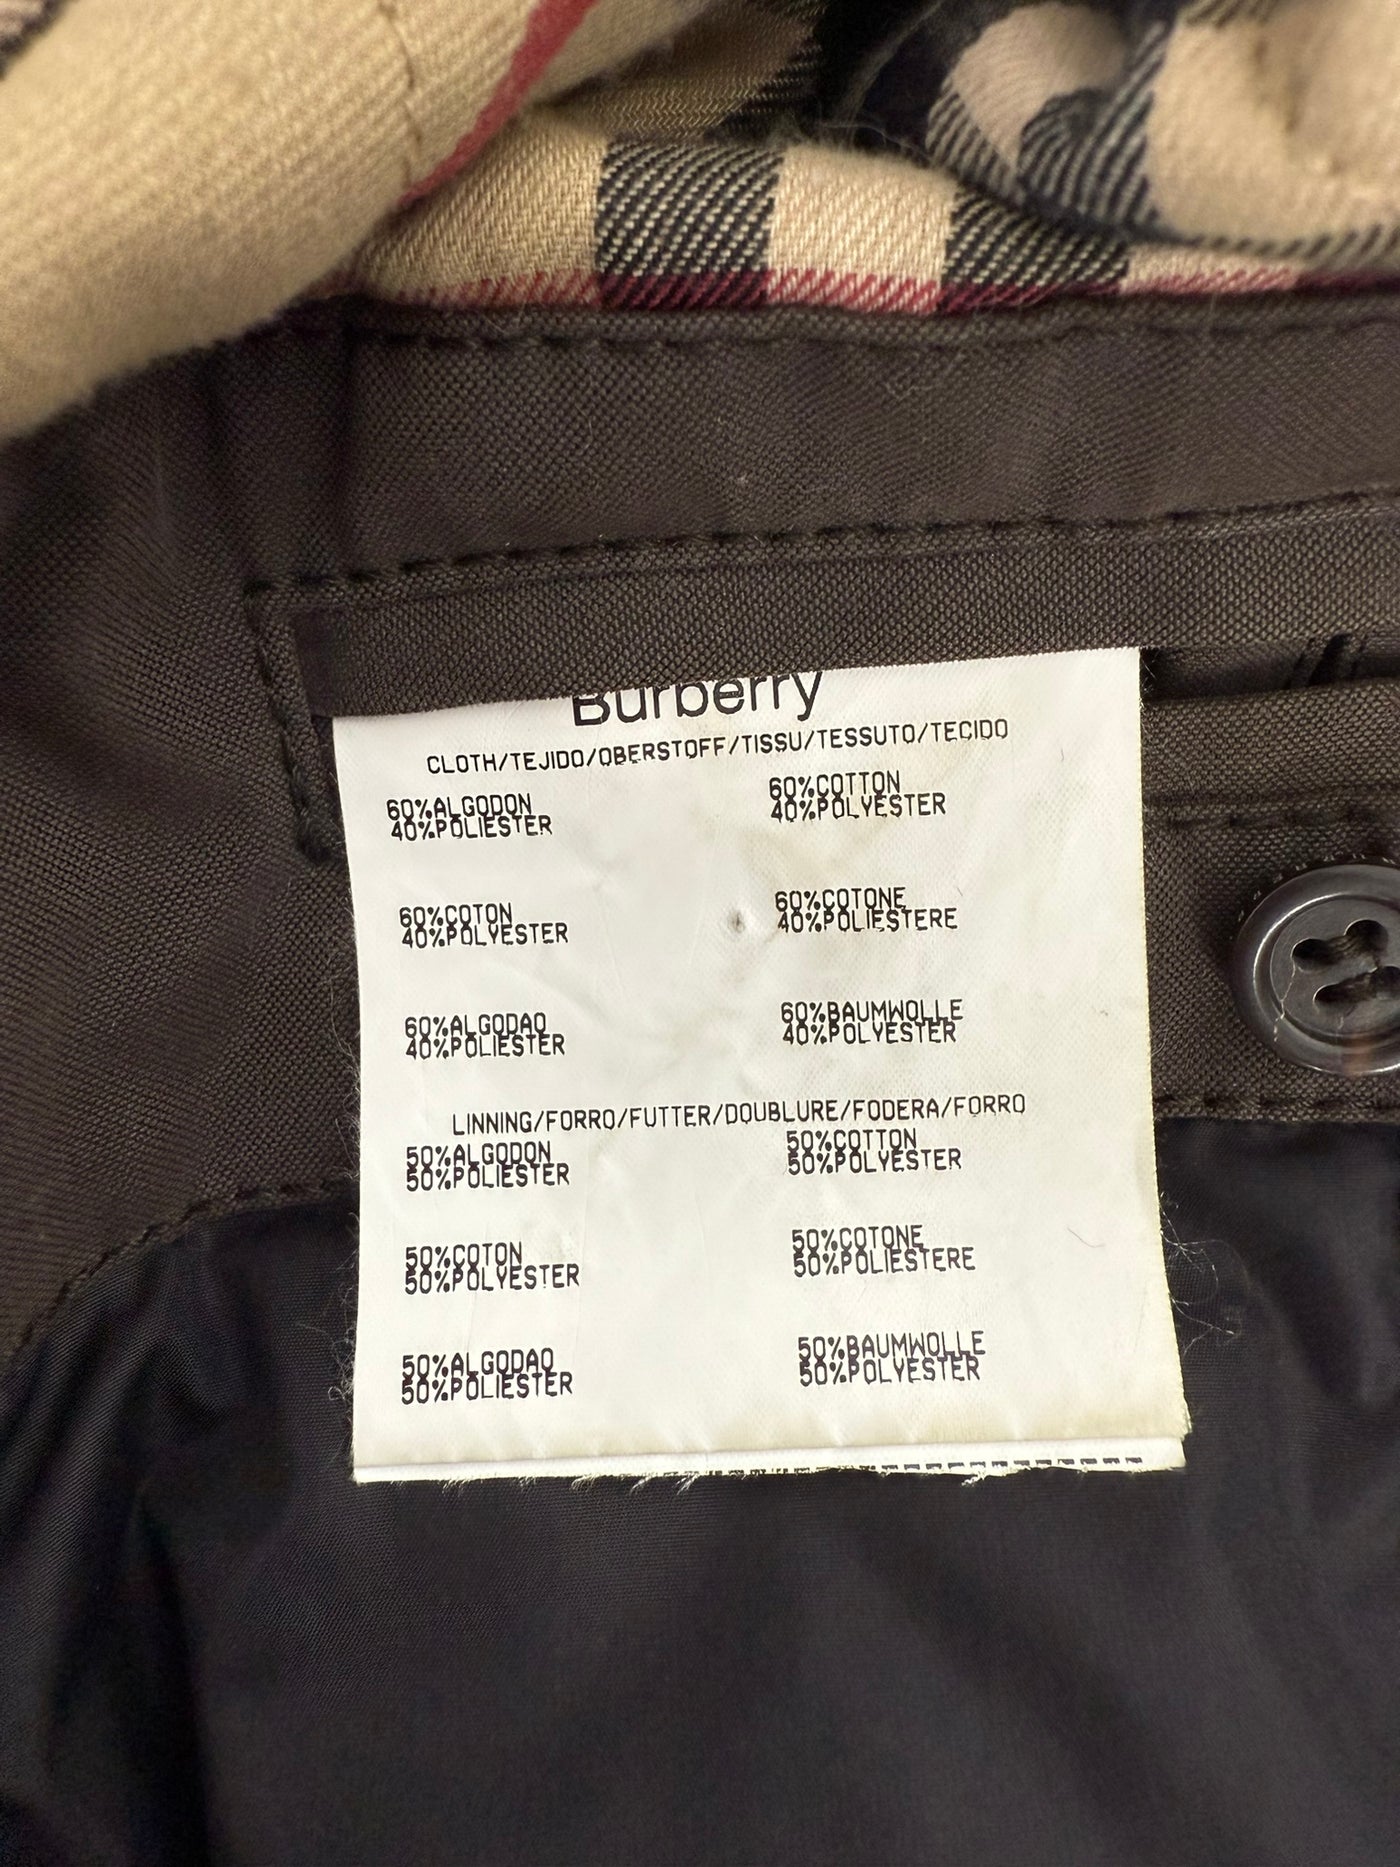 Burberry
CLOTH/TEJIDO/OBERSTOFF/TISSU/TESSUTO/TECIDO
60%ALGODON
40%POLIESTER
60%COTTON
40%POLYESTER
60%COTON
40%POLYESTER
60%COTONE
40%POLIESTERE
60%ALGODAO
40%POLIESTER
60%BAUMWOLLE
40%POLYESTER
LINNING/FORRO/FUTTER/DOUBLURE/FODERA/FORRO
50%ALGODON
50%POLIESTER
50%COTTON
50%POLYESTER
50%COTON
50%POLYESTER
50%COTONE
50%POLIESTERE
50%ALGODAO
50%POLIESTER
50%BAUMWOLLE
50%POLYESTER